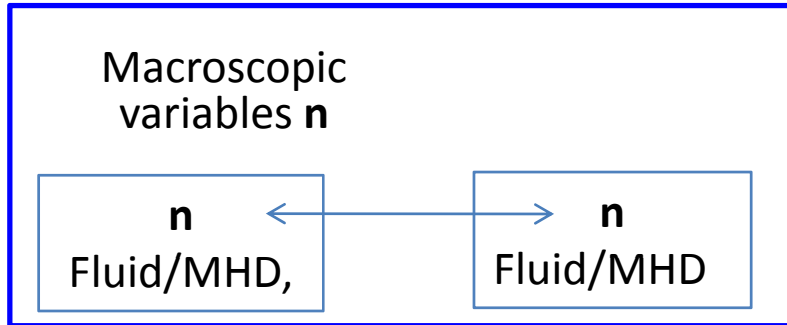 Macroscopic
variables n
n
Fluid/MHD,
n
Fluid/MHD